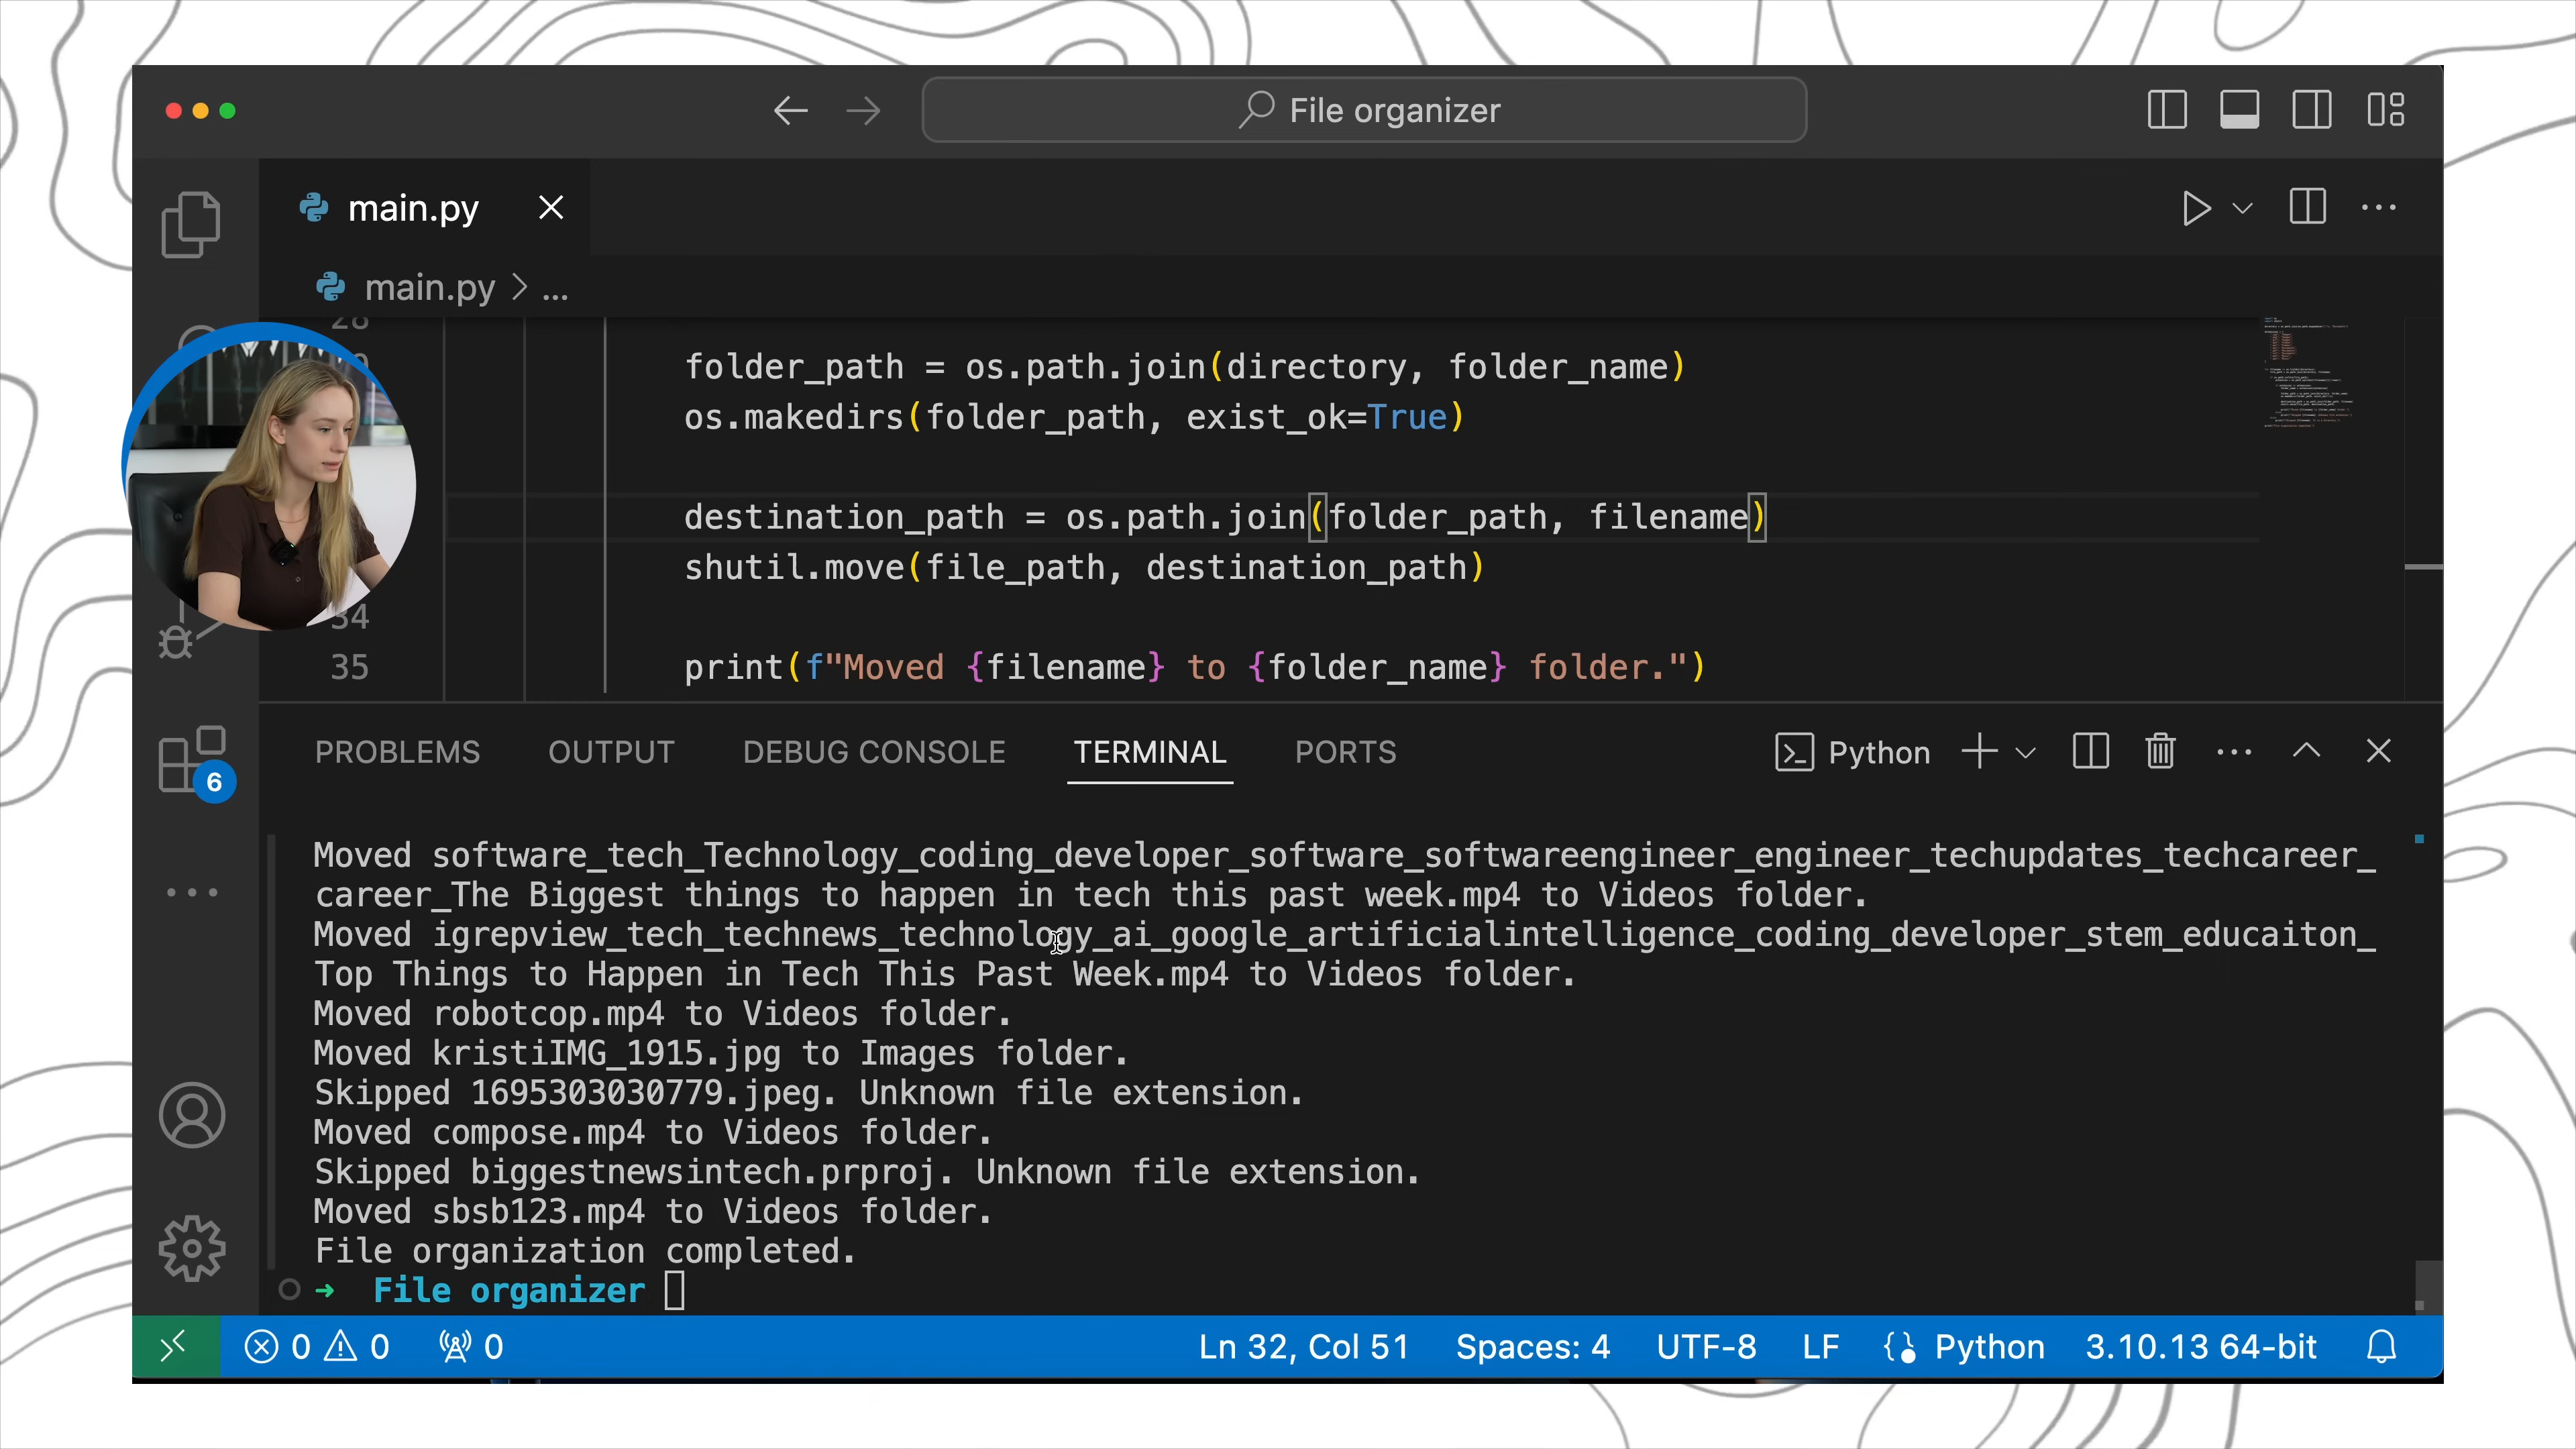 File organizer
main.py
main.py > ...
28
folder_path = os.path.join(directory, folder_name)
os.makedirs(folder_path, exist_ok=True)
destination_path = os.path.join(folder_path, filename)
shutil.move(file_path, destination_path)
34
35 print(f"Moved {filename} to {folder_name} folder.")
PROBLEMS OUTPUT DEBUG CONSOLE TERMINAL PORTS Python
6
Moved software_tech_Technology_coding_developer_software_softwareengineer_engineer_techupdates_techcareer_
career_The Biggest things to happen in tech this past week.mp4 to Videos folder.
Moved igrepview_tech_technews_technology_ai_google_artificialintelligence_coding_developer_stem_educaiton_
Top Things to Happen in Tech This Past Week.mp4 to Videos folder.
Moved robotcop.mp4 to Videos folder.
Moved kristiIMG_1915.jpg to Images folder.
Skipped 1695303030779.jpeg. Unknown file extension.
Moved compose.mp4 to Videos folder.
Skipped biggestnewsintech.prproj. Unknown file extension.
Moved sbsb123.mp4 to Videos folder.
File organization completed.
➜ File organizer
0 0 0 Ln 32, Col 51 Spaces: 4 UTF-8 LF Python 3.10.13 64-bit